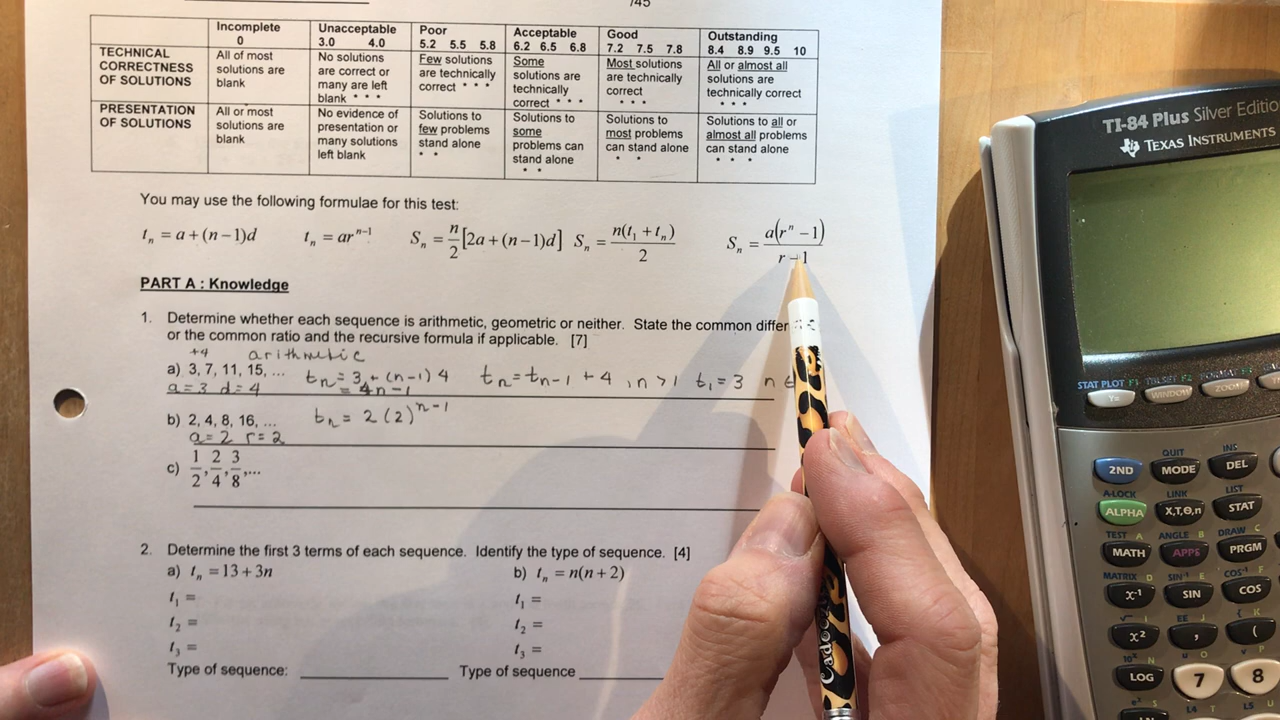 /45
Incomplete Unacceptable Poor Acceptable Good Outstanding
0 3.0 4.0 5.2 5.5 5.8 6.2 6.5 6.8 7.2 7.5 7.8 8.4 8.9 9.5 10
TECHNICAL CORRECTNESS OF SOLUTIONS
All of most solutions are blank
No solutions are correct or many are left blank * * *
Few solutions are technically correct * * *
Some solutions are technically correct * * *
Most solutions are technically correct * * *
All or almost all solutions are technically correct * * *
PRESENTATION OF SOLUTIONS
All or most solutions are blank
No evidence of presentation or many solutions left blank
Solutions to few problems stand alone * *
Solutions to some problems can stand alone * *
Solutions to most problems can stand alone * *
Solutions to all or almost all problems can stand alone * * *
You may use the following formulae for this test:
tₙ = a + (n − 1)d tₙ = arⁿ⁻¹ Sₙ = n/2 [2a + (n − 1)d] Sₙ = n(t₁ + tₙ)/2 Sₙ = a(rⁿ − 1)/(r − 1)
PART A : Knowledge
1. Determine whether each sequence is arithmetic, geometric or neither. State the common
or the common ratio and the recursive formula if applicable. [7]
+4 arithmetic
a) 3, 7, 11, 15, ... tn = 3 + (n-1) 4 tn = tn-1 + 4 , n > 1 t1 = 3 n
a = 3 d = 4 = 4n-1
b) 2, 4, 8, 16, ... tn = 2 (2)ⁿ⁻¹
a = 2 r = 2
c) 1/2, 2/4, 3/8, ...
2. Determine the first 3 terms of each sequence. Identify the type of sequence. [4]
a) tₙ = 13 + 3n b) tₙ = n(n + 2)
t₁ = t₁ =
t₂ = t₂ =
t₃ = t₃ =
Type of sequence: Type of sequence
Cadoozles
TI-84 Plus Silver Editio
TEXAS INSTRUMENTS
STAT PLOT F1 TBLSET F2 FORMAT F3
Y= WINDOW ZOOM
QUIT INS
2ND MODE DEL
A-LOCK LINK LIST
ALPHA X,T,Θ,n STAT
TEST A ANGLE B DRAW C
MATH APPS PRGM
MATRIX D SIN⁻¹ E COS⁻¹
x⁻¹ SIN COS
EE J { K
x² , (
10ˣ N
LOG 7 8
L4 T L5 U